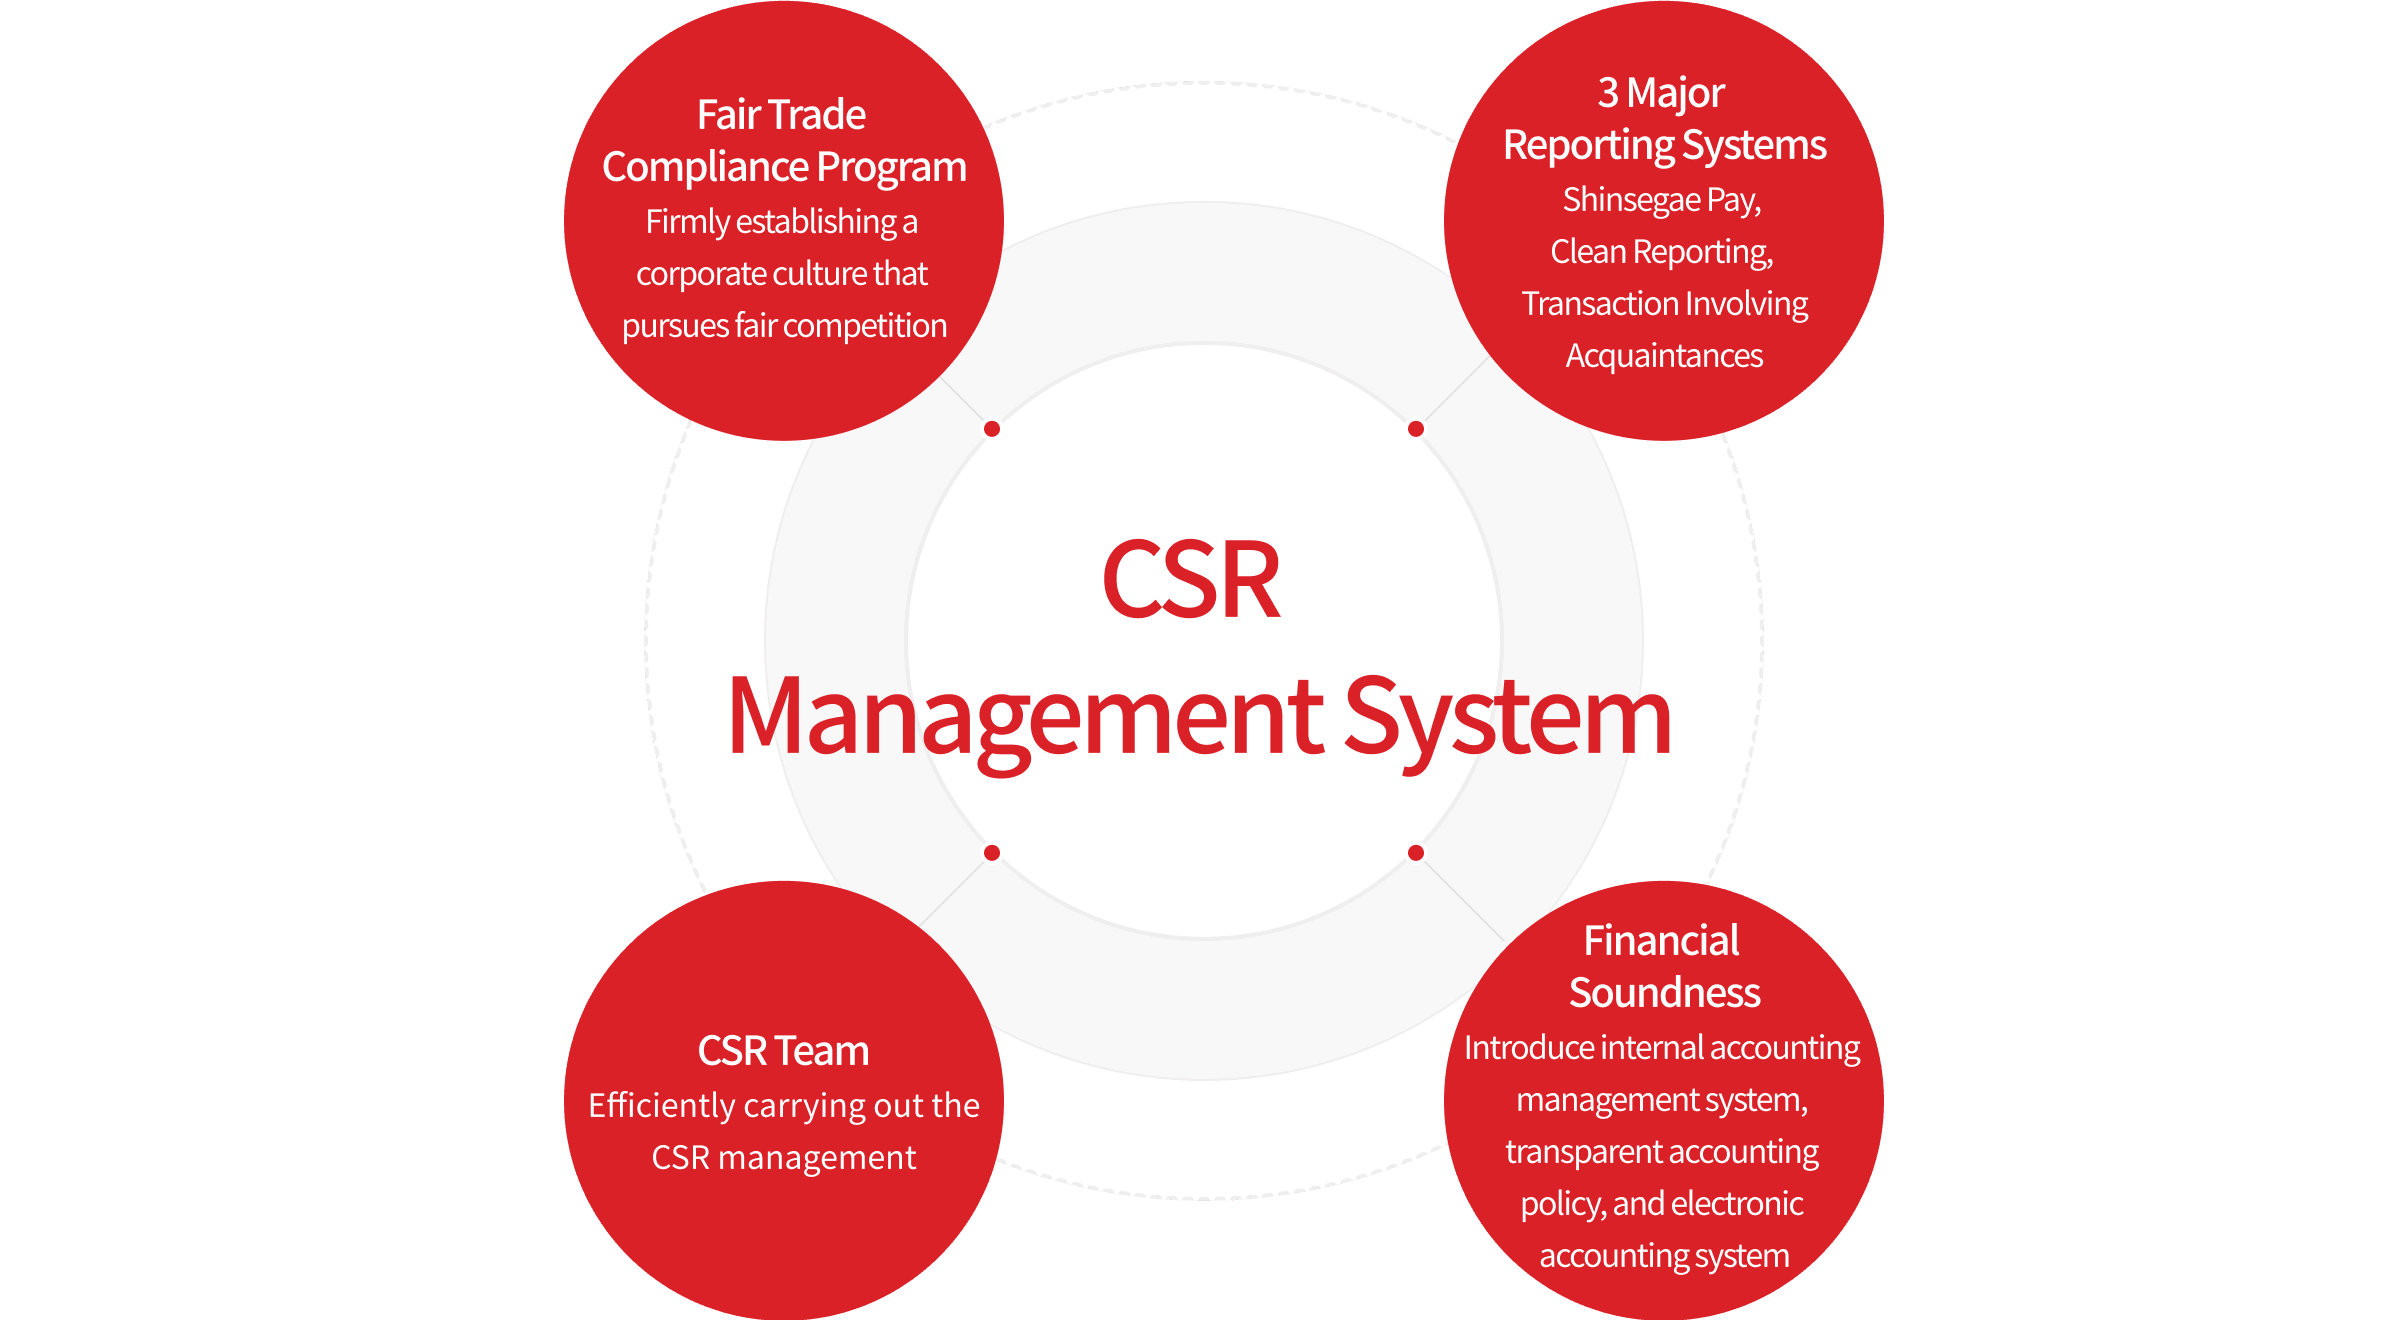 Fair Trade
Compliance Program
Firmly establishing a
corporate culture that
pursues fair competition
3 Major
Reporting Systems
Shinsegae Pay,
Clean Reporting,
Transaction Involving
Acquaintances
CSR
Management System
CSR Team
Efficiently carrying out the
CSR management
Financial
Soundness
Introduce internal accounting
management system,
transparent accounting
policy, and electronic
accounting system